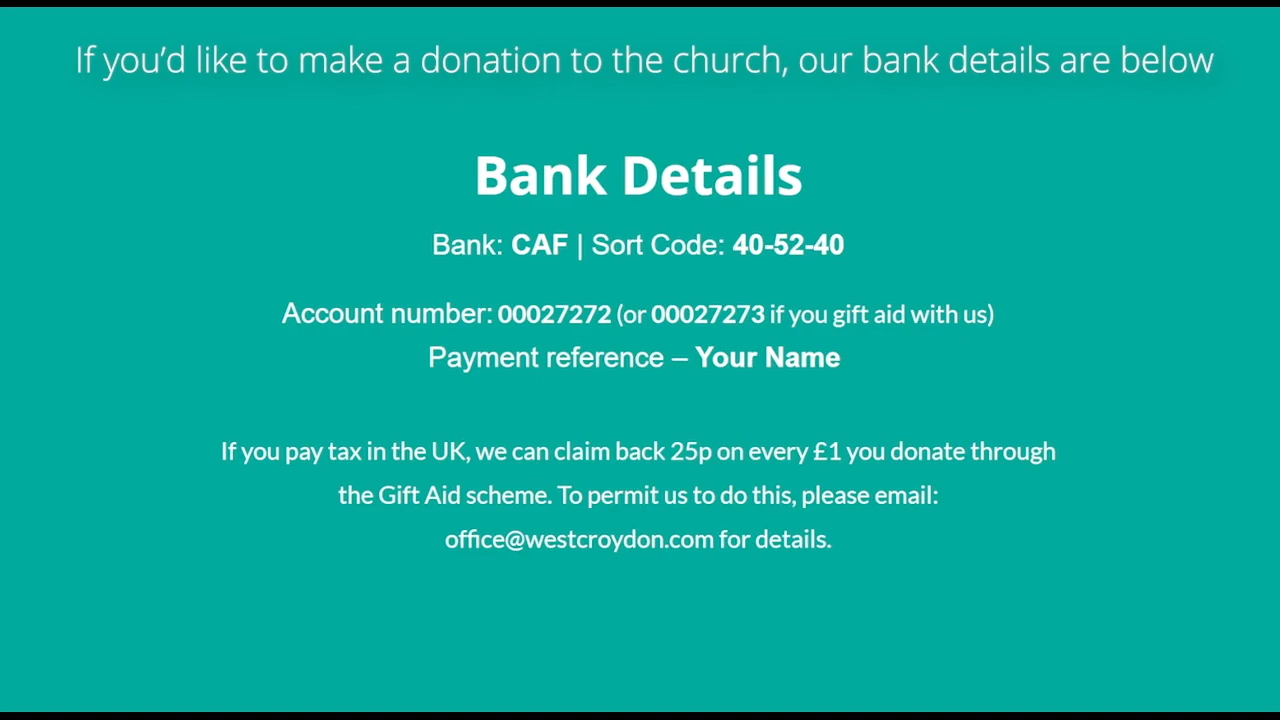 If you’d like to make a donation to the church, our bank details are below
Bank Details
Bank: CAF | Sort Code: 40-52-40
Account number: 00027272 (or 00027273 if you gift aid with us)
Payment reference – Your Name
If you pay tax in the UK, we can claim back 25p on every £1 you donate through
the Gift Aid scheme. To permit us to do this, please email:
office@westcroydon.com for details.